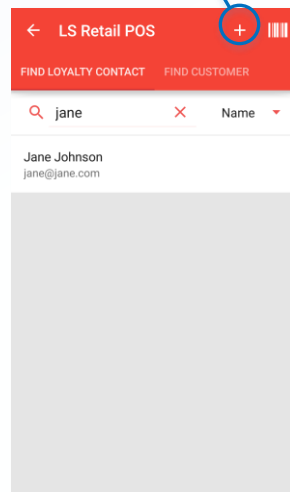 LS Retail POS
FIND LOYALTY CONTACT FIND CUSTOMER
jane Name
Jane Johnson
jane@jane.com